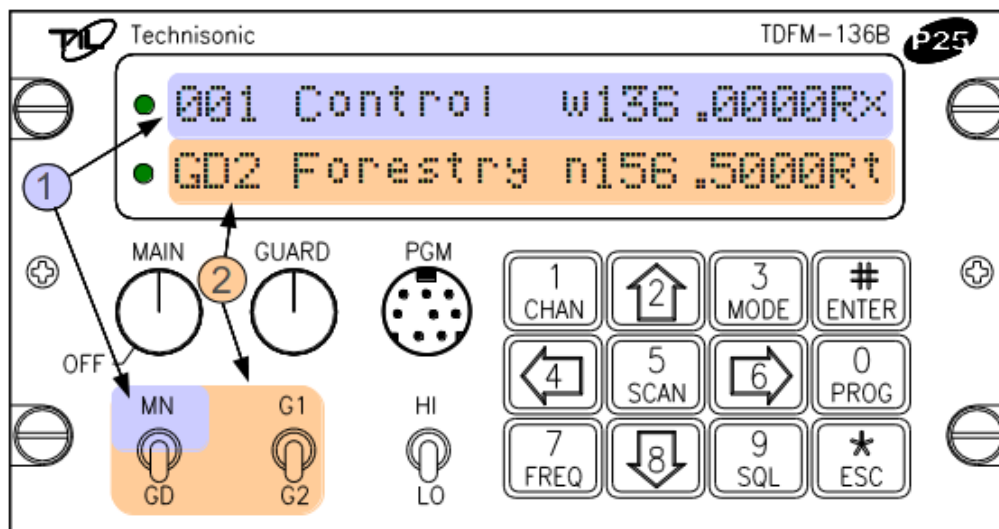 TiL Technisonic TDFM-136B P25
001 Control w136.0000Rx
GD2 Forestry n156.5000Rt
1
2
MAIN GUARD PGM
OFF
MN G1 HI
GD G2 LO
1 2 3 #
CHAN MODE ENTER
4 5 6 0
SCAN PROG
7 8 9 *
FREQ SQL ESC